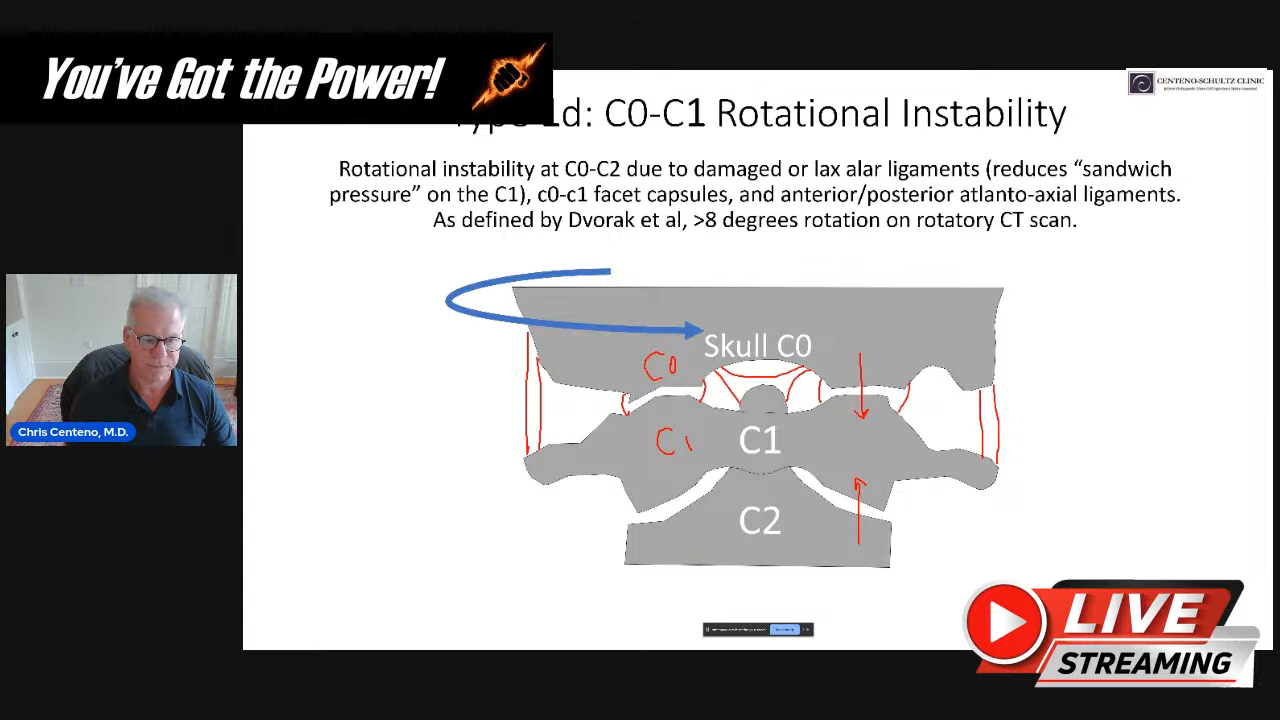 You've Got the Power!
CENTENO-SCHULTZ CLINIC
1d: C0-C1 Rotational Instability
Rotational instability at C0-C2 due to damaged or lax alar ligaments (reduces “sandwich
pressure” on the C1), c0-c1 facet capsules, and anterior/posterior atlanto-axial ligaments.
As defined by Dvorak et al, >8 degrees rotation on rotatory CT scan.
Skull C0
C0
C1
C1
C2
Chris Centeno, M.D.
LIVE
STREAMING